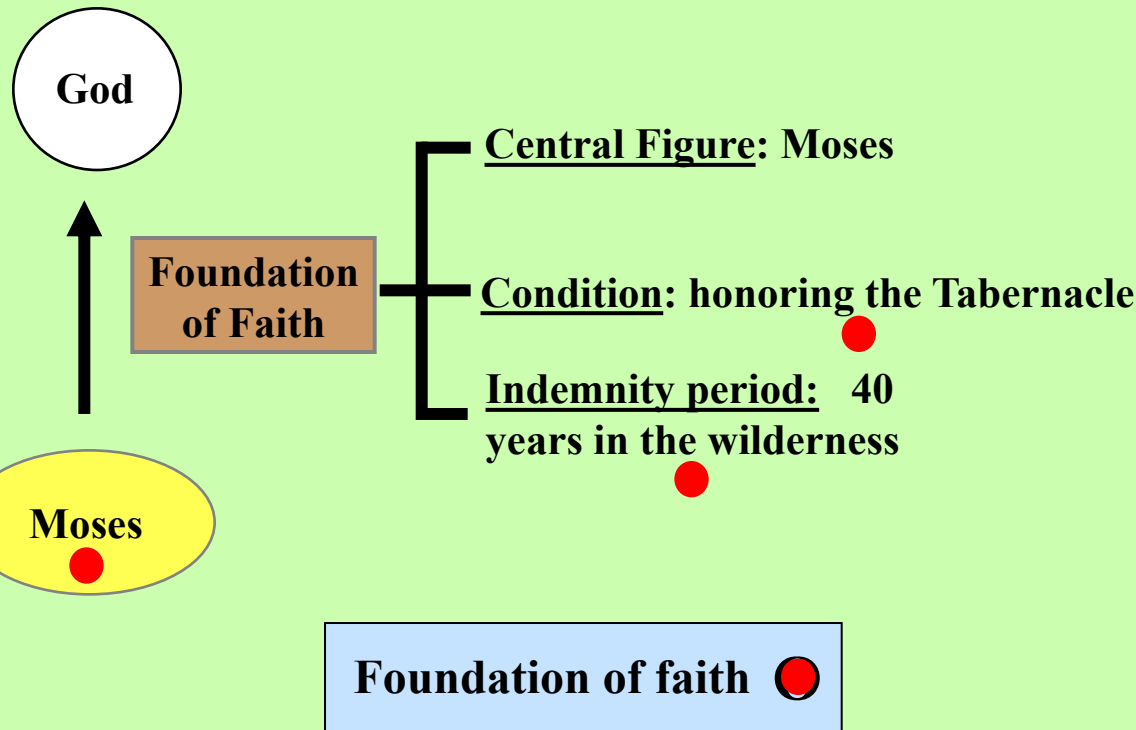 God
Central Figure: Moses
Foundation
of Faith
Condition: honoring the Tabernacle
Indemnity period: 40
years in the wilderness
Moses
Foundation of faith